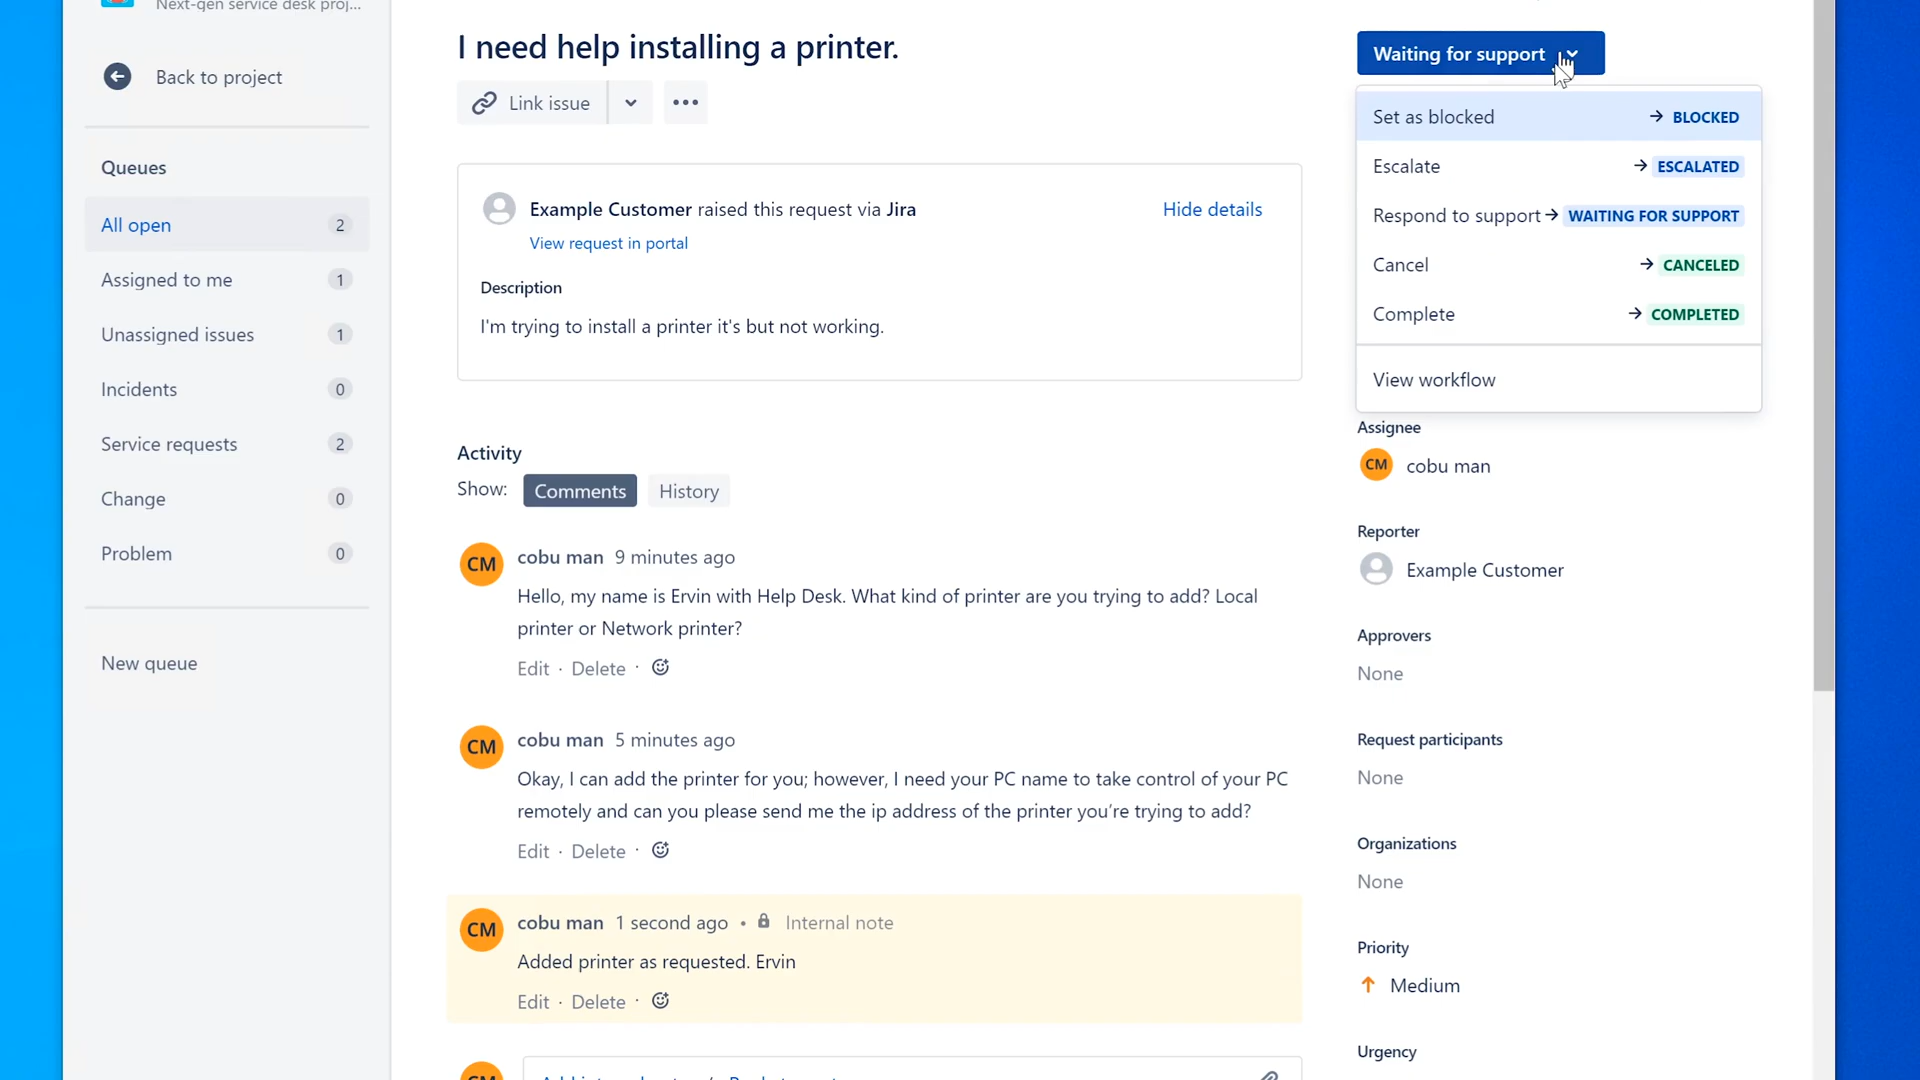 Next-gen service desk proj...
Back to project
Queues
All open 2
Assigned to me 1
Unassigned issues 1
Incidents 0
Service requests 2
Change 0
Problem 0
New queue
I need help installing a printer.
Link issue
Example Customer raised this request via Jira
Hide details
View request in portal
Description
I'm trying to install a printer it's but not working.
Activity
Show: Comments History
CM cobu man 9 minutes ago
Hello, my name is Ervin with Help Desk. What kind of printer are you trying to add? Local
printer or Network printer?
Edit · Delete ·
CM cobu man 5 minutes ago
Okay, I can add the printer for you; however, I need your PC name to take control of your PC
remotely and can you please send me the ip address of the printer you're trying to add?
Edit · Delete ·
CM cobu man 1 second ago • Internal note
Added printer as requested. Ervin
Edit · Delete ·
Waiting for support
Set as blocked → BLOCKED
Escalate → ESCALATED
Respond to support → WAITING FOR SUPPORT
Cancel → CANCELED
Complete → COMPLETED
View workflow
Assignee
CM cobu man
Reporter
Example Customer
Approvers
None
Request participants
None
Organizations
None
Priority
Medium
Urgency